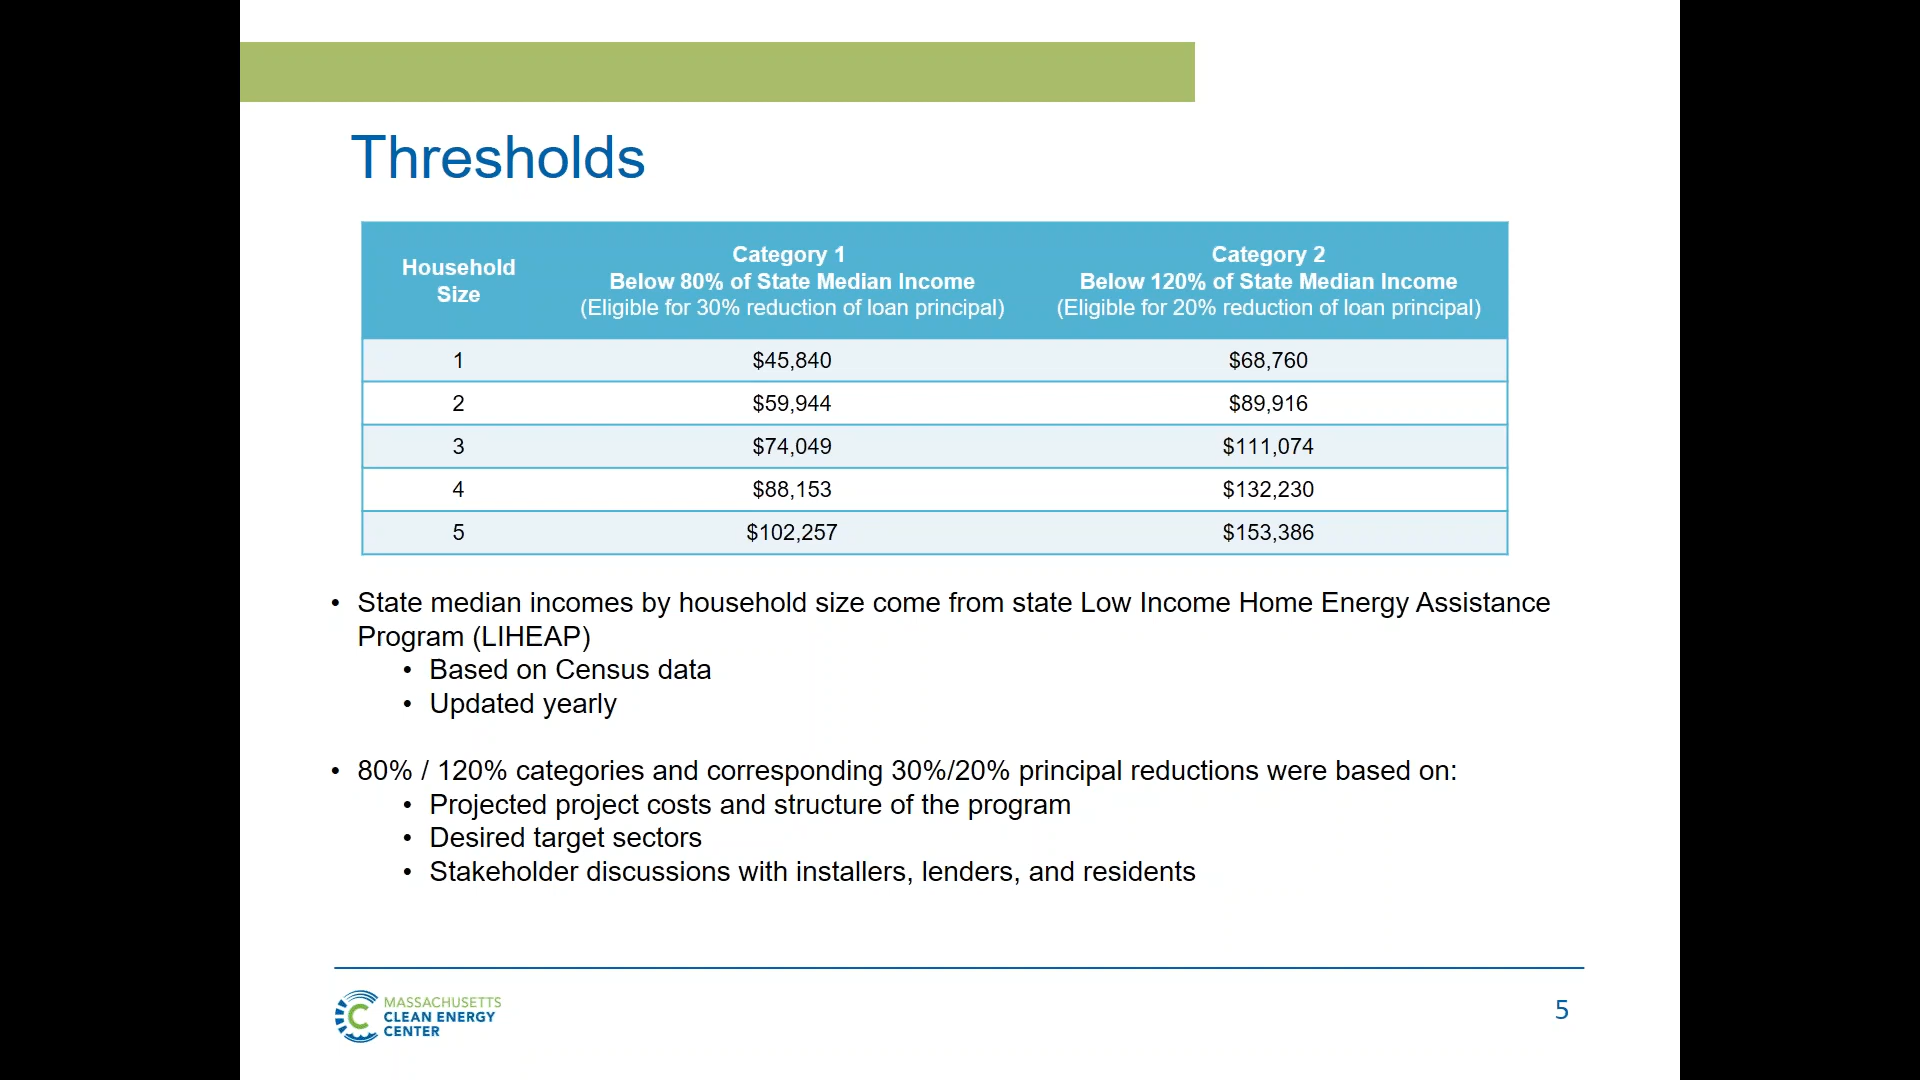 Thresholds
Household
Size
Category 1
Below 80% of State Median Income
(Eligible for 30% reduction of loan principal)
Category 2
Below 120% of State Median Income
(Eligible for 20% reduction of loan principal)
1 $45,840 $68,760
2 $59,944 $89,916
3 $74,049 $111,074
4 $88,153 $132,230
5 $102,257 $153,386
• State median incomes by household size come from state Low Income Home Energy Assistance
Program (LIHEAP)
• Based on Census data
• Updated yearly
• 80% / 120% categories and corresponding 30%/20% principal reductions were based on:
• Projected project costs and structure of the program
• Desired target sectors
• Stakeholder discussions with installers, lenders, and residents
MASSACHUSETTS
CLEAN ENERGY
CENTER
5